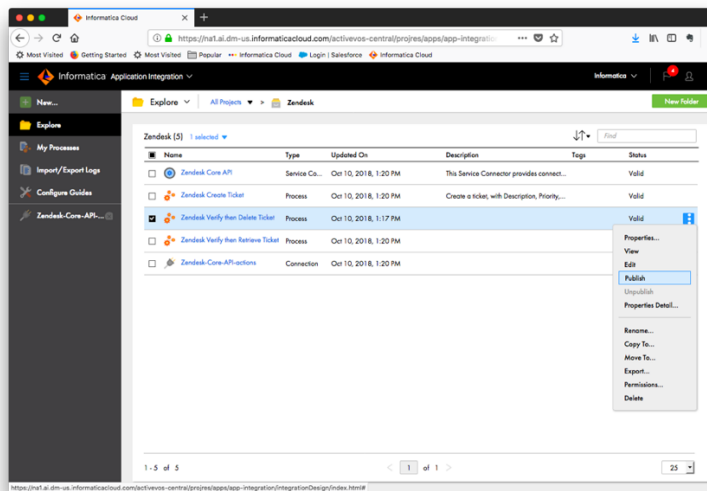 Informatica Cloud
https://na1.ai.dm-us.informaticacloud.com/activevos-central/projres/apps/app-integration
Most Visited Getting Started Most Visited Popular Informatica Cloud Login | Salesforce Informatica Cloud
Informatica Application Integration Informatica 4
New... Explore All Projects > Zendesk New Folder
Explore
My Processes
Import/Export Logs
Configure Guides
Zendesk-Core-API-...
Zendesk (5) 1 selected Find
Name Type Updated On Description Tags Status
Zendesk Core API Service Co... Oct 10, 2018, 1:20 PM This Service Connector provides connect... Valid
Zendesk Create Ticket Process Oct 10, 2018, 1:20 PM Create a ticket, with Description, Priority,... Valid
Zendesk Verify then Delete Ticket Process Oct 10, 2018, 1:17 PM Valid
Zendesk Verify then Retrieve Ticket Process Oct 10, 2018, 1:20 PM
Zendesk-Core-API-actions Connection Oct 10, 2018, 1:20 PM
Properties...
View
Edit
Publish
Unpublish
Properties Detail...
Rename...
Copy To...
Move To...
Export...
Permissions...
Delete
1 - 5 of 5 < 1 of 1 > 25
https://na1.ai.dm-us.informaticacloud.com/activevos-central/projres/apps/app-integration/integrationDesign/index.html#